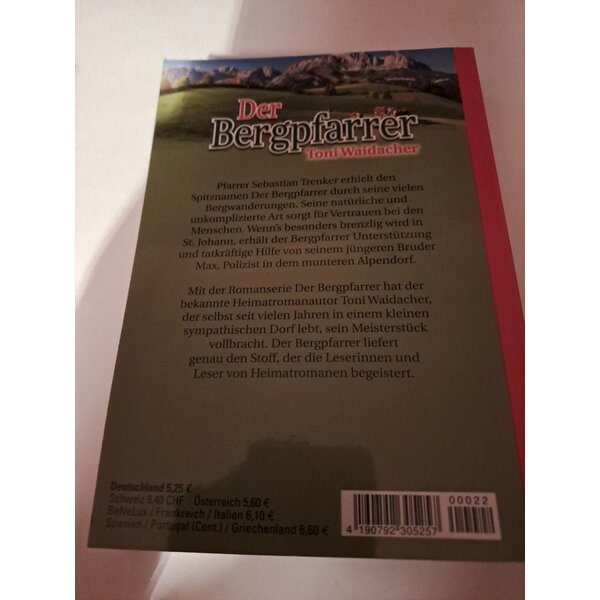 Der
Bergpfarrer
Toni Waidacher
Pfarrer Sebastian Trenker erhielt den
Spitznamen Der Bergpfarrer durch seine vielen
Bergwanderungen. Seine natürliche und
unkomplizierte Art sorgt für Vertrauen bei den
Menschen. Wenn's besonders brenzlig wird in
St. Johann, erhält der Bergpfarrer Unterstützung
und tatkräftige Hilfe von seinem jüngeren Bruder
Max, Polizist in dem munteren Alpendorf.
Mit der Romanserie Der Bergpfarrer hat der
bekannte Heimatromanautor Toni Waidacher,
der selbst seit vielen Jahren in einem kleinen
sympathischen Dorf lebt, sein Meisterstück
vollbracht. Der Bergpfarrer liefert
genau den Stoff, der die Leserinnen und
Leser von Heimatromanen begeistert.
Deutschland 5,25 €
Schweiz 9,40 CHF · Österreich 5,60 €
BeNeLux / Frankreich / Italien 6,10 €
Spanien / Portugal (Cont.) / Griechenland 6,60 €
00022
4 190792 305257